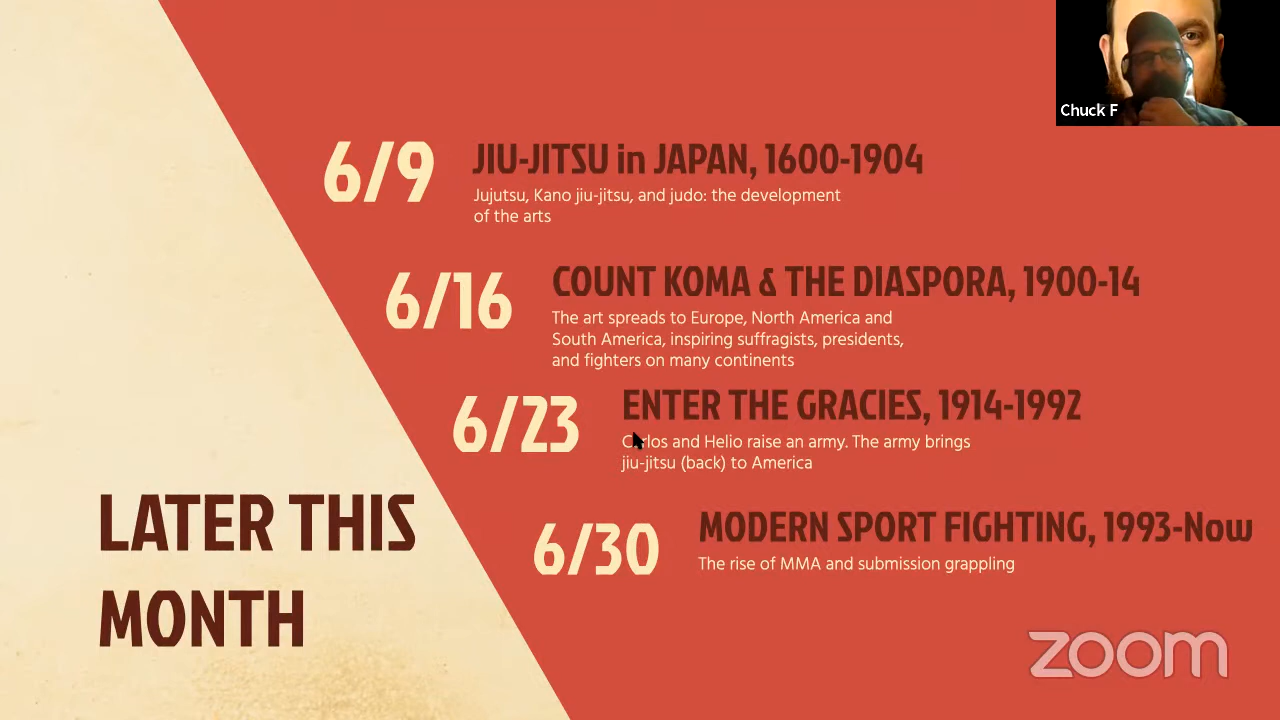 Chuck F
6/9
JIU-JITSU in JAPAN, 1600-1904
Jujutsu, Kano jiu-jitsu, and judo: the development
of the arts
6/16
COUNT KOMA & THE DIASPORA, 1900-14
The art spreads to Europe, North America and
South America, inspiring suffragists, presidents,
and fighters on many continents
6/23
ENTER THE GRACIES, 1914-1992
Carlos and Helio raise an army. The army brings
jiu-jitsu (back) to America
6/30
MODERN SPORT FIGHTING, 1993-Now
The rise of MMA and submission grappling
LATER THIS
MONTH
zoom